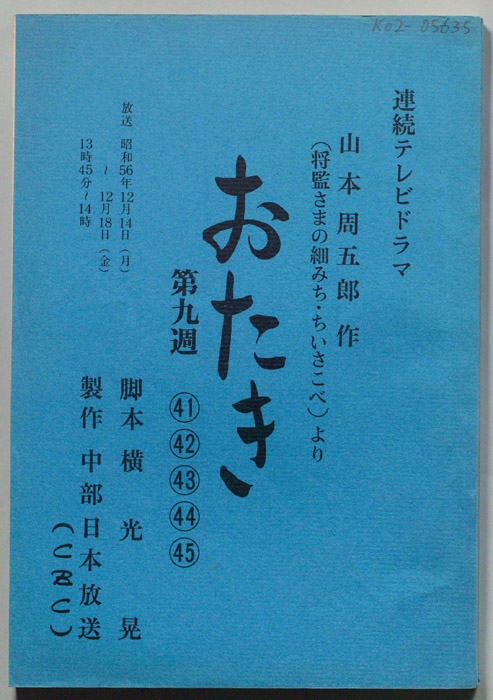 K02-05635
連続テレビドラマ
山本周五郎 作
(将監さまの細みち・ちいさこべ)より
おたき
第九週 ㊶㊷㊸㊹㊺
放送 昭和56年12月14日(月)
~12月18日(金)
13時45分~14時
脚本 横光 晃
製作 中部日本放送
(CBC)